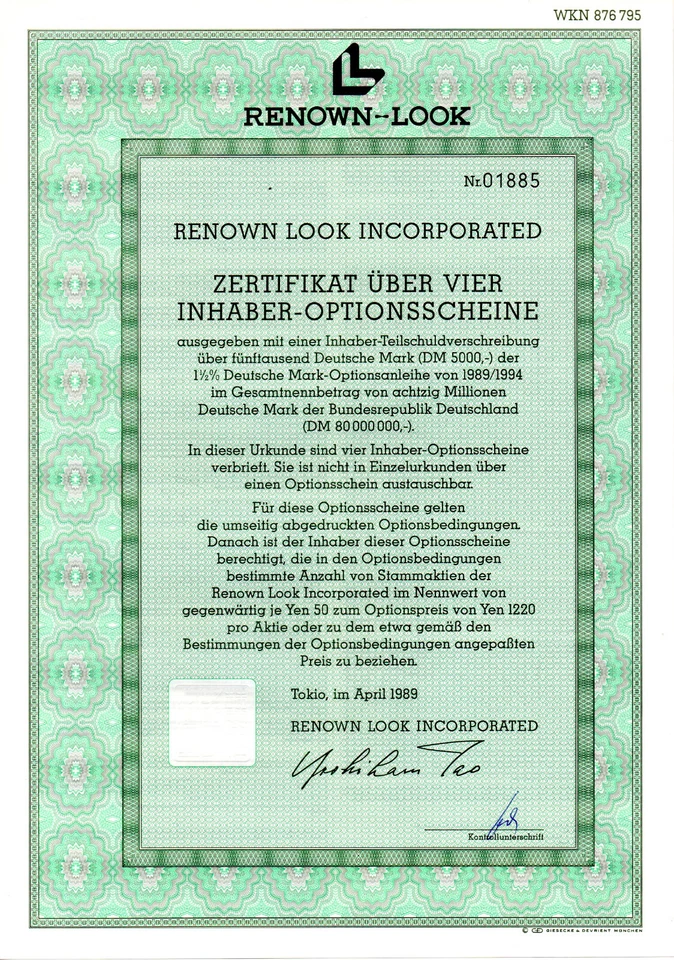 WKN 876 795
RENOWN-LOOK
Nr. 01885
RENOWN LOOK INCORPORATED
ZERTIFIKAT ÜBER VIER
INHABER-OPTIONSSCHEINE
ausgegeben mit einer Inhaber-Teilschuldverschreibung
über fünftausend Deutsche Mark (DM 5000,-) der
1½% Deutsche Mark-Optionsanleihe von 1989/1994
im Gesamtnennbetrag von achtzig Millionen
Deutsche Mark der Bundesrepublik Deutschland
(DM 80 000 000,-).
In dieser Urkunde sind vier Inhaber-Optionsscheine
verbrieft. Sie ist nicht in Einzelurkunden über
einen Optionsschein austauschbar.
Für diese Optionsscheine gelten
die umseitig abgedruckten Optionsbedingungen.
Danach ist der Inhaber dieser Optionsscheine
berechtigt, die in den Optionsbedingungen
bestimmte Anzahl von Stammaktien der
Renown Look Incorporated im Nennwert von
gegenwärtig je Yen 50 zum Optionspreis von Yen 1220
pro Aktie oder zu dem etwa gemäß den
Bestimmungen der Optionsbedingungen angepaßten
Preis zu beziehen.
Tokio, im April 1989
RENOWN LOOK INCORPORATED
Yoshiharu Tao
Kontrollunterschrift
© GD GIESECKE & DEVRIENT MÜNCHEN